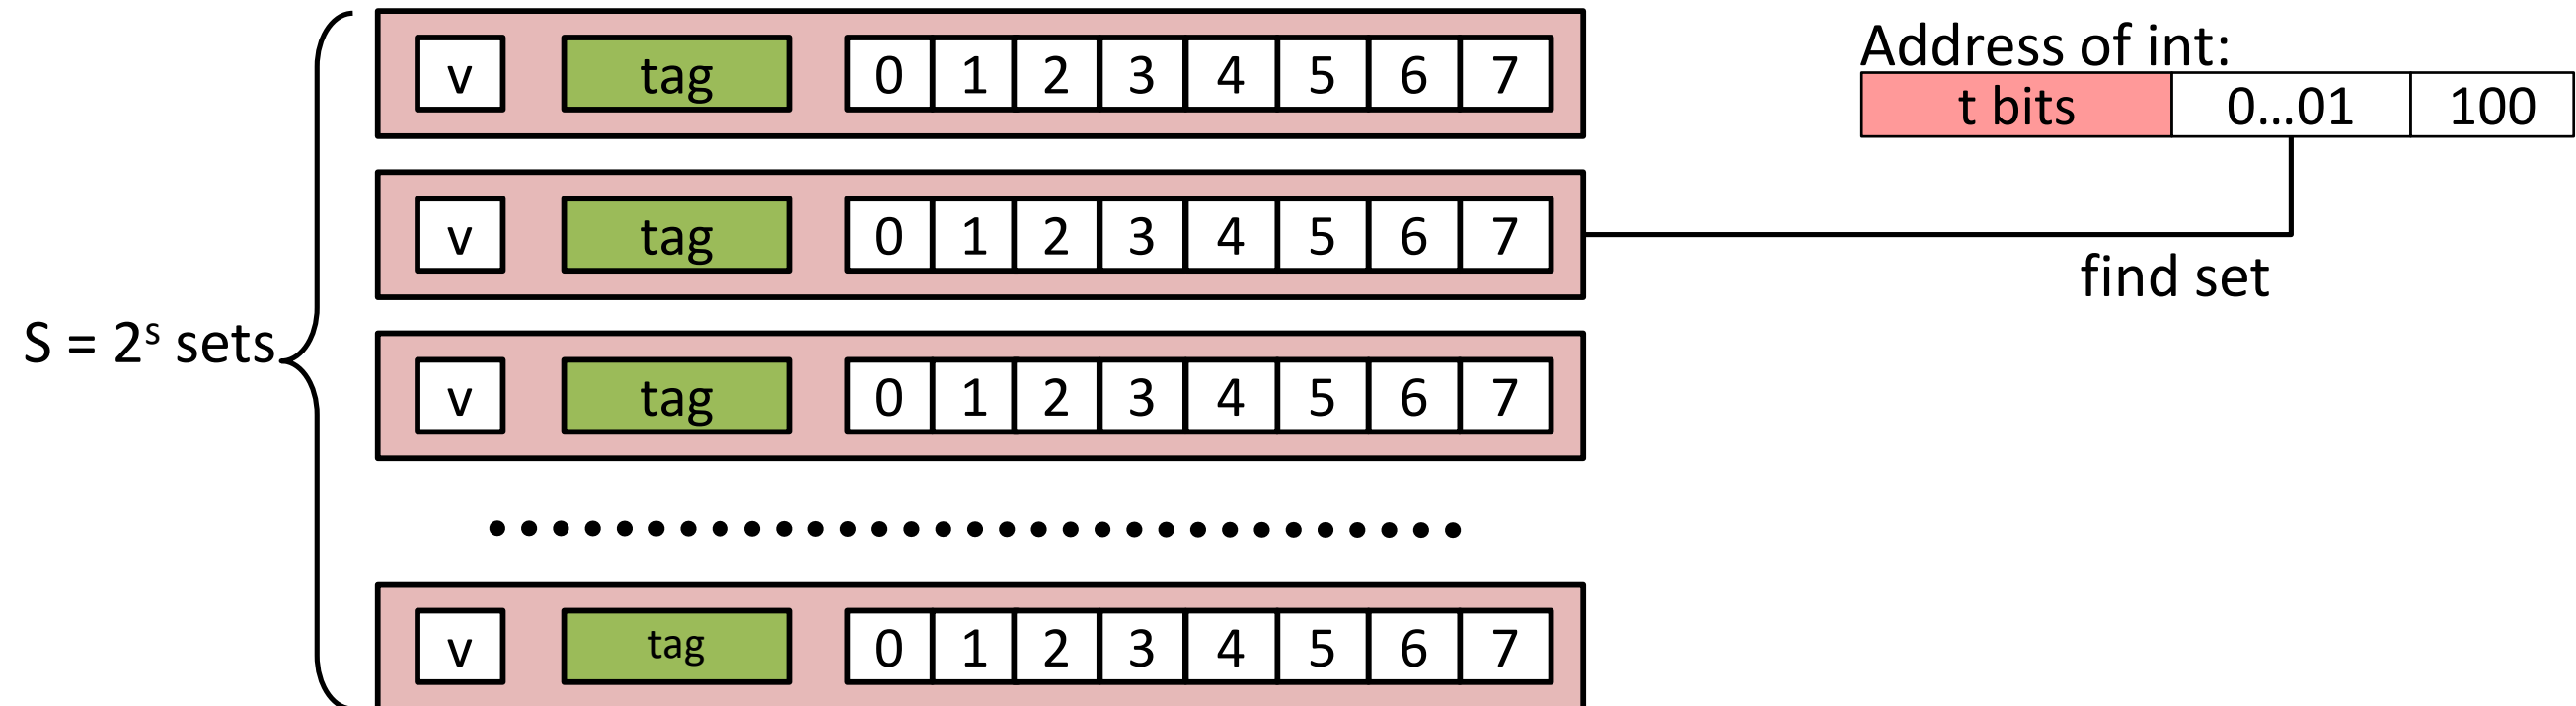 v tag 0 1 2 3 4 5 6 7
Address of int:
t bits 0...01 100
v tag 0 1 2 3 4 5 6 7
find set
S = 2ˢ sets
v tag 0 1 2 3 4 5 6 7
v tag 0 1 2 3 4 5 6 7